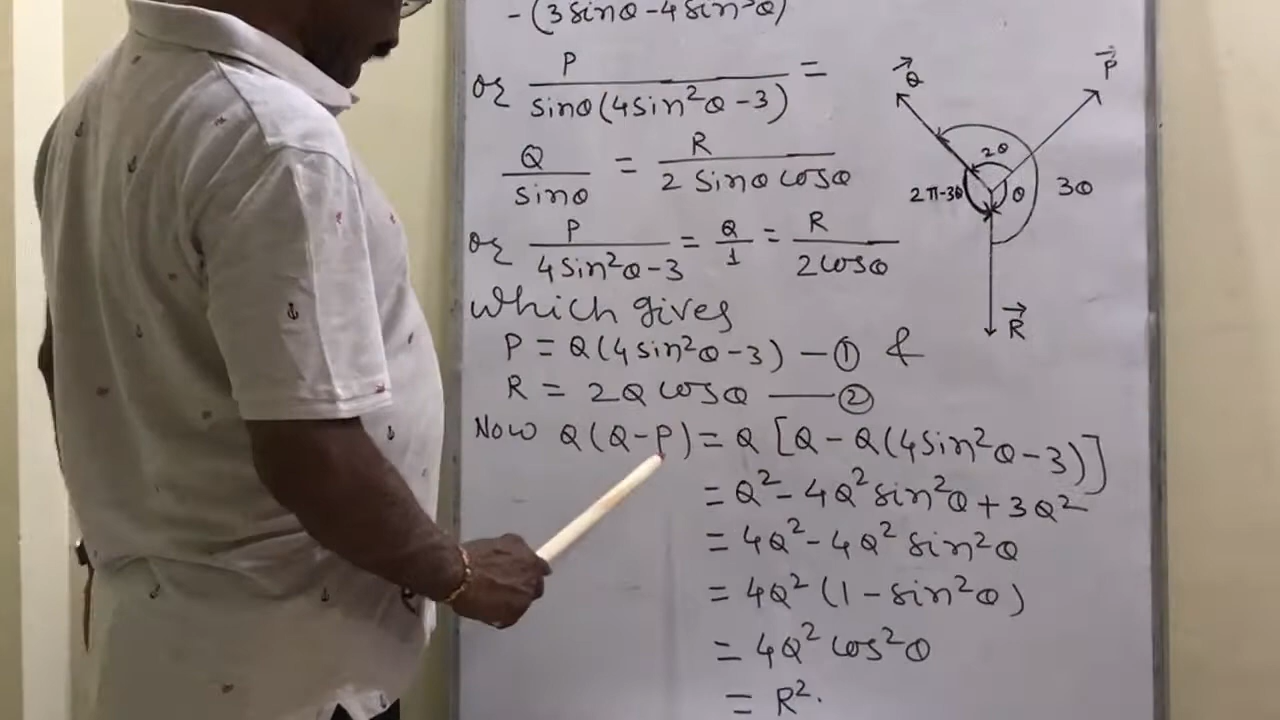 - (3 sinθ - 4 sin³θ)
or P / sinθ(4sin²θ - 3) =
Q / sinθ = R / 2 sinθ cosθ
or P / 4sin²θ - 3 = Q / 1 = R / 2cosθ
which gives
P = Q(4sin²θ - 3) — ① &
R = 2Q cosθ — ②
Now Q(Q - P) = Q [Q - Q(4sin²θ - 3)]
= Q² - 4Q² sin²θ + 3Q²
= 4Q² - 4Q² sin²θ
= 4Q² (1 - sin²θ)
= 4Q² cos²θ
= R².
Q⃗
P⃗
2θ
2π-3θ
θ
3θ
R⃗